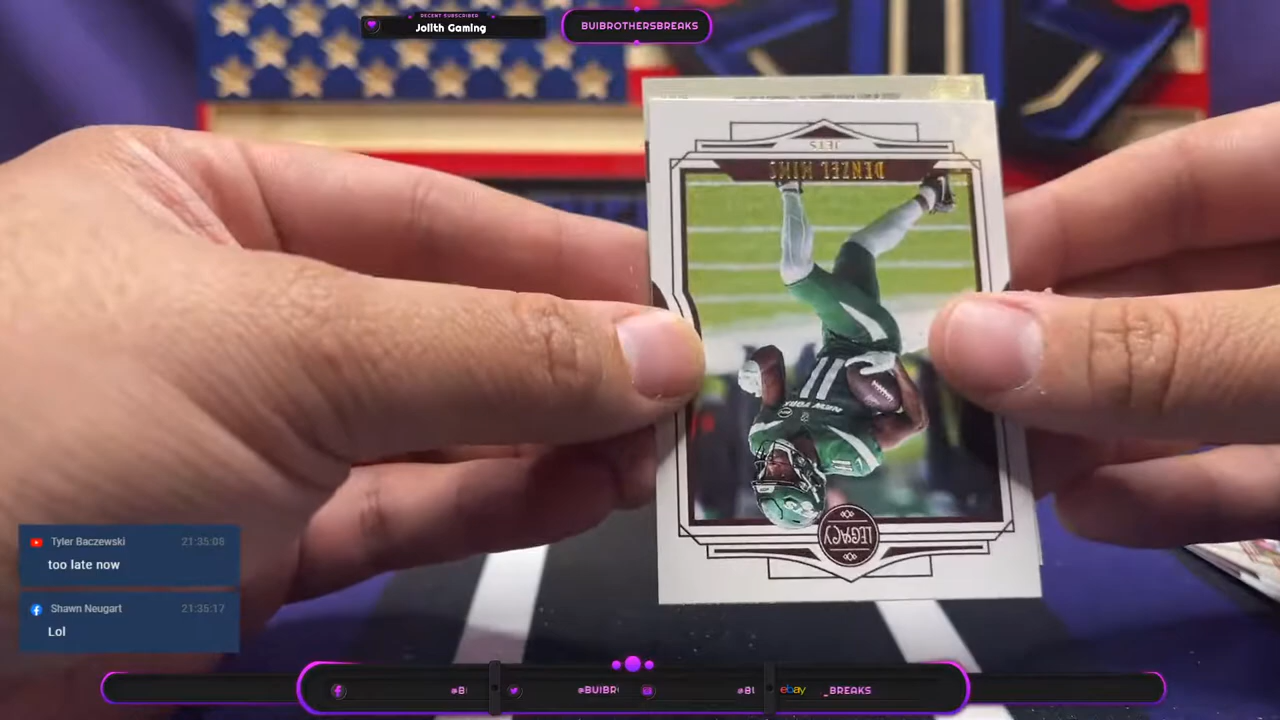 RECENT SUBSCRIBER
Jolith Gaming
BUIBROTHERSBREAKS
JETS
DENZEL MIMS
NEW YORK
LEGACY
Tyler Baczewski 21:35:08
too late now
Shawn Neugart 21:35:17
Lol
@B
@BUIBR
@BU
ebay
_BREAKS